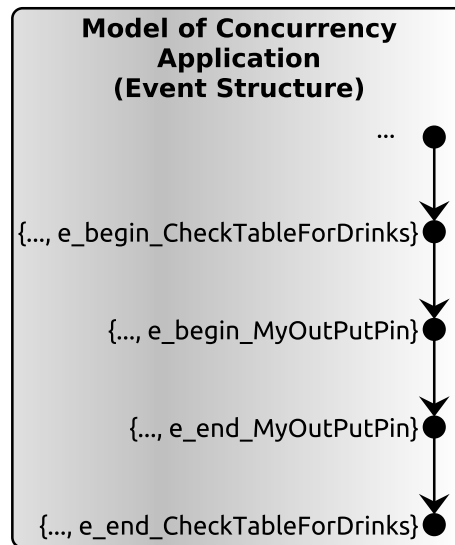 Model of Concurrency
Application
(Event Structure)
...
{..., e_begin_CheckTableForDrinks}
{..., e_begin_MyOutPutPin}
{..., e_end_MyOutPutPin}
{..., e_end_CheckTableForDrinks}